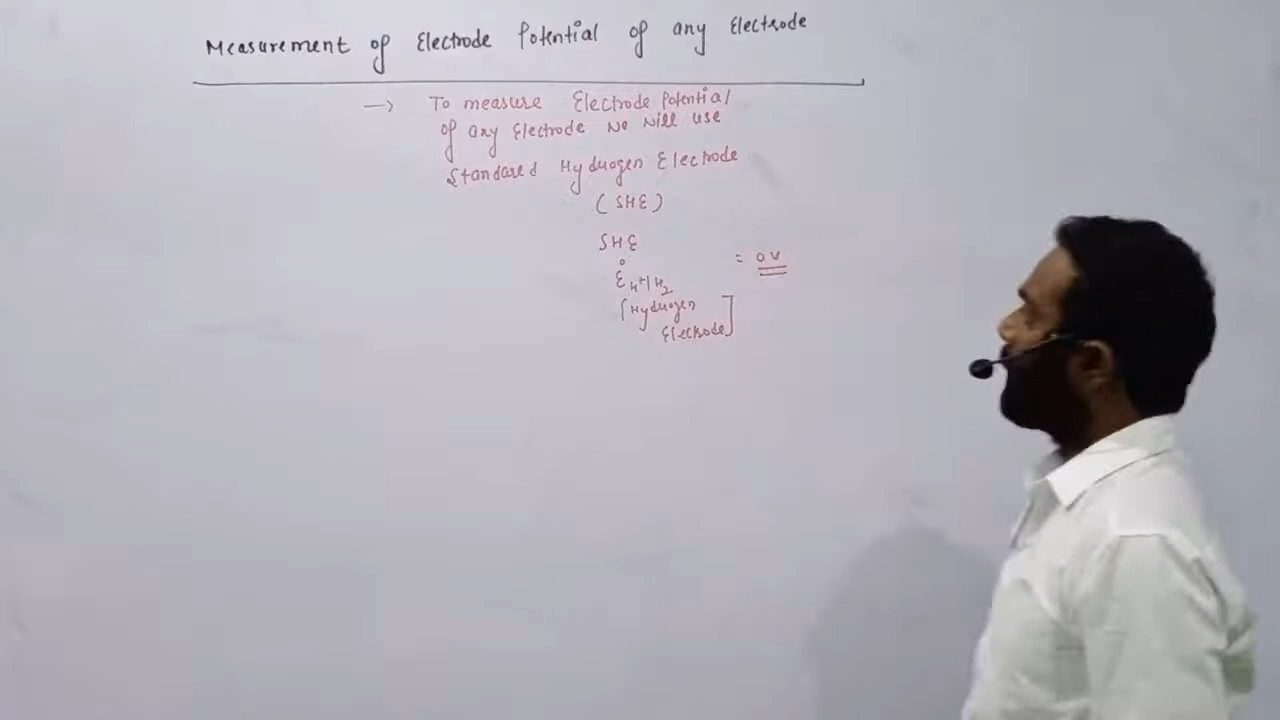 Measurement of Electrode Potential of any Electrode
→ To measure Electrode Potential
of any Electrode we will use
Standared Hydrogen Electrode
(SHE)
SHE
E°H+/H2 = 0V
[Hydrogen
Electrode]